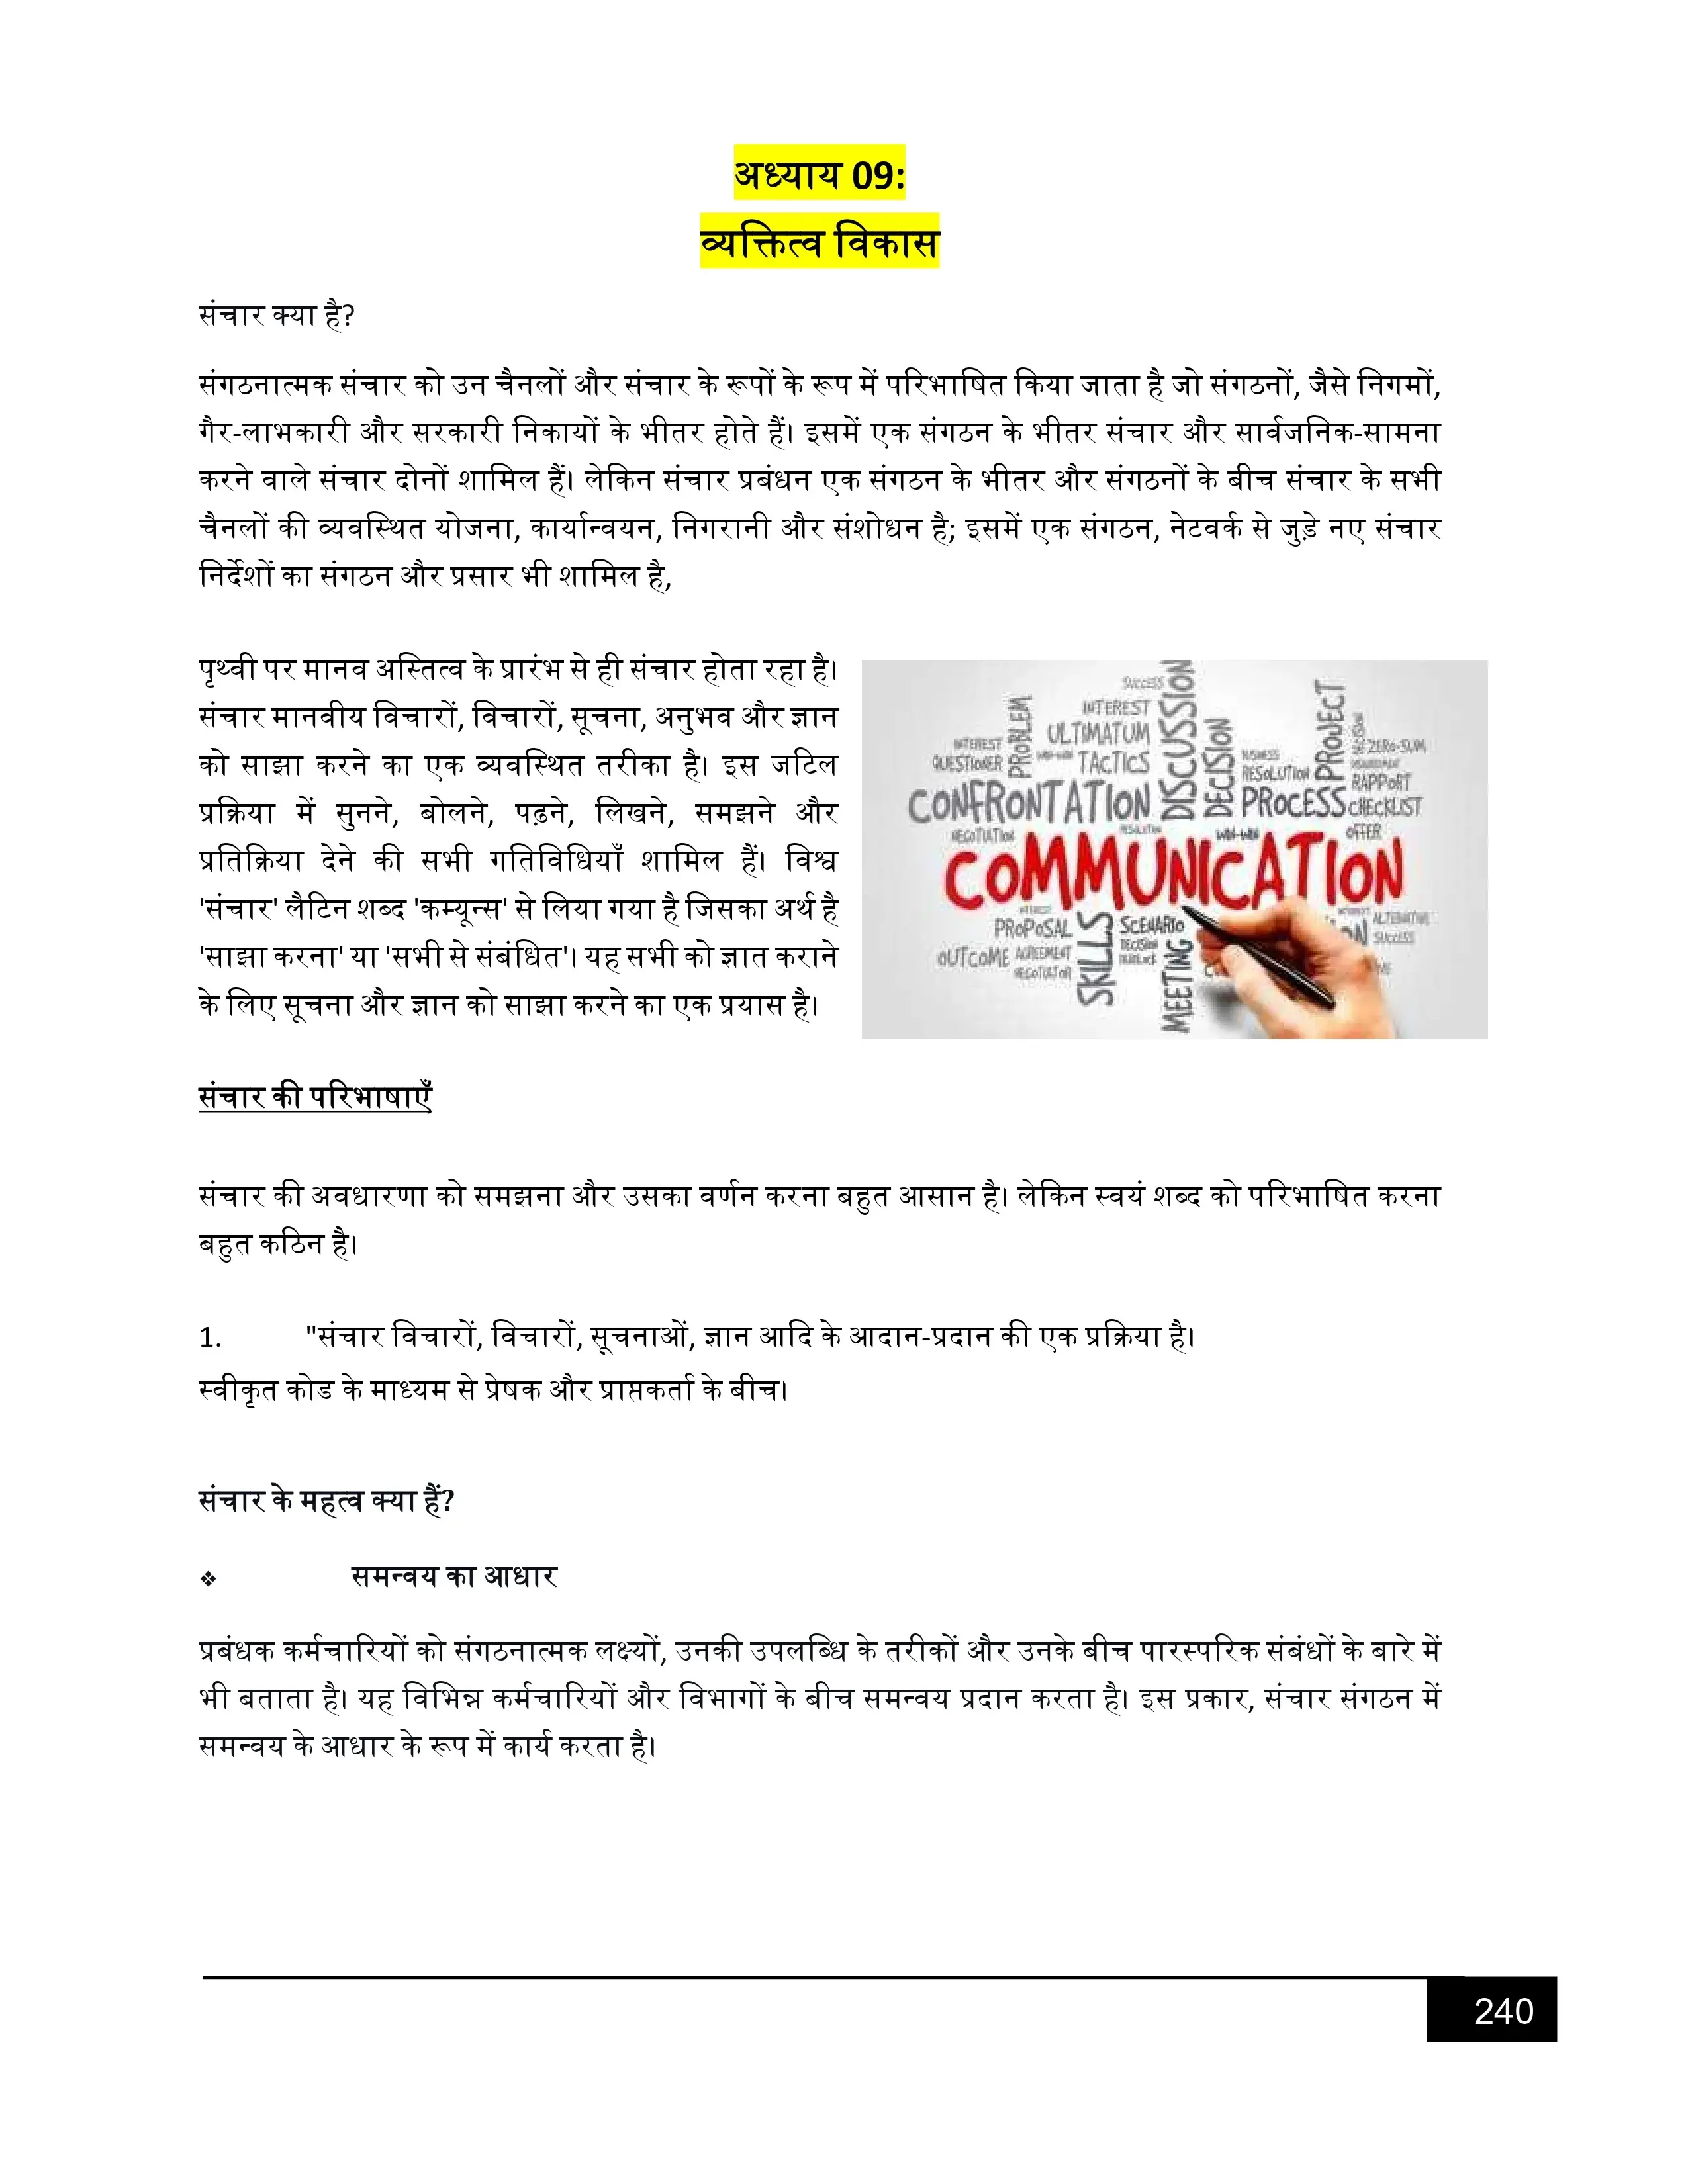 अध्याय 09:
व्यक्तित्व विकास
संचार क्या है?
संगठनात्मक संचार को उन चैनलों और संचार के रूपों के रूप में परिभाषित किया जाता है जो संगठनों, जैसे निगमों,
गैर-लाभकारी और सरकारी निकायों के भीतर होते हैं। इसमें एक संगठन के भीतर संचार और सार्वजनिक-सामना
करने वाले संचार दोनों शामिल हैं। लेकिन संचार प्रबंधन एक संगठन के भीतर और संगठनों के बीच संचार के सभी
चैनलों की व्यवस्थित योजना, कार्यान्वयन, निगरानी और संशोधन है; इसमें एक संगठन, नेटवर्क से जुड़े नए संचार
निर्देशों का संगठन और प्रसार भी शामिल है,
पृथ्वी पर मानव अस्तित्व के प्रारंभ से ही संचार होता रहा है।
संचार मानवीय विचारों, विचारों, सूचना, अनुभव और ज्ञान
को साझा करने का एक व्यवस्थित तरीका है। इस जटिल
प्रक्रिया में सुनने, बोलने, पढ़ने, लिखने, समझने और
प्रतिक्रिया देने की सभी गतिविधियाँ शामिल हैं। विश्व
'संचार' लैटिन शब्द 'कम्यून्स' से लिया गया है जिसका अर्थ है
'साझा करना' या 'सभी से संबंधित'। यह सभी को ज्ञात कराने
के लिए सूचना और ज्ञान को साझा करने का एक प्रयास है।
SUCCESS
INTEREST
ULTIMATUM
TACTICS
PROBLEM
INTEREST
QUESTIONER
DISCUSSION
DECISION
PROJECT
ZERO-SUM
BUSINESS
RESOLUTION
RAPPORT
CONFRONTATION
PROCESS
CHECKLIST
NEGOTIATION
WIN-WIN
OFFER
COMMUNICATION
PROPOSAL
SKILLS
SCENARIO
ALTERNATIVE
SUCCESS
OUTCOME
AGREEMENT
DECISION
NEGOTIATOR
MEETING
संचार की परिभाषाएँ
संचार की अवधारणा को समझना और उसका वर्णन करना बहुत आसान है। लेकिन स्वयं शब्द को परिभाषित करना
बहुत कठिन है।
1. "संचार विचारों, विचारों, सूचनाओं, ज्ञान आदि के आदान-प्रदान की एक प्रक्रिया है।
स्वीकृत कोड के माध्यम से प्रेषक और प्राप्तकर्ता के बीच।
संचार के महत्व क्या हैं?
❖ समन्वय का आधार
प्रबंधक कर्मचारियों को संगठनात्मक लक्ष्यों, उनकी उपलब्धि के तरीकों और उनके बीच पारस्परिक संबंधों के बारे में
भी बताता है। यह विभिन्न कर्मचारियों और विभागों के बीच समन्वय प्रदान करता है। इस प्रकार, संचार संगठन में
समन्वय के आधार के रूप में कार्य करता है।
240